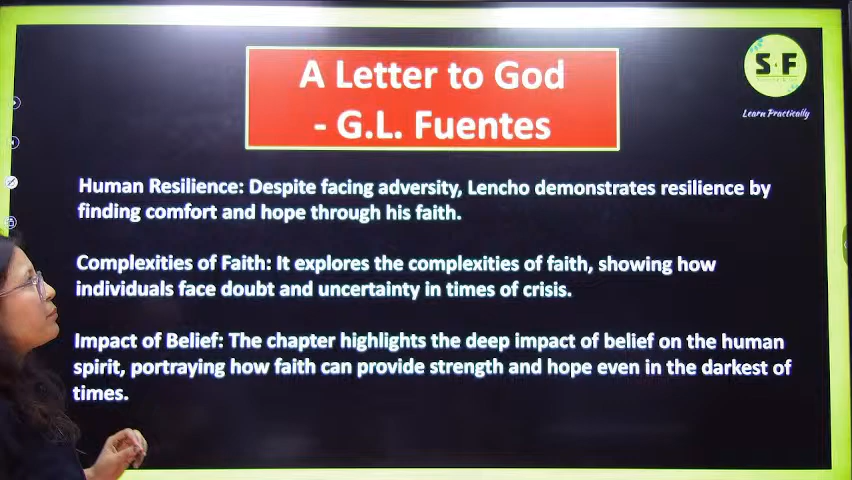 A Letter to God
- G.L. Fuentes
S F
Learn Practically
Human Resilience: Despite facing adversity, Lencho demonstrates resilience by
finding comfort and hope through his faith.
Complexities of Faith: It explores the complexities of faith, showing how
individuals face doubt and uncertainty in times of crisis.
Impact of Belief: The chapter highlights the deep impact of belief on the human
spirit, portraying how faith can provide strength and hope even in the darkest of
times.